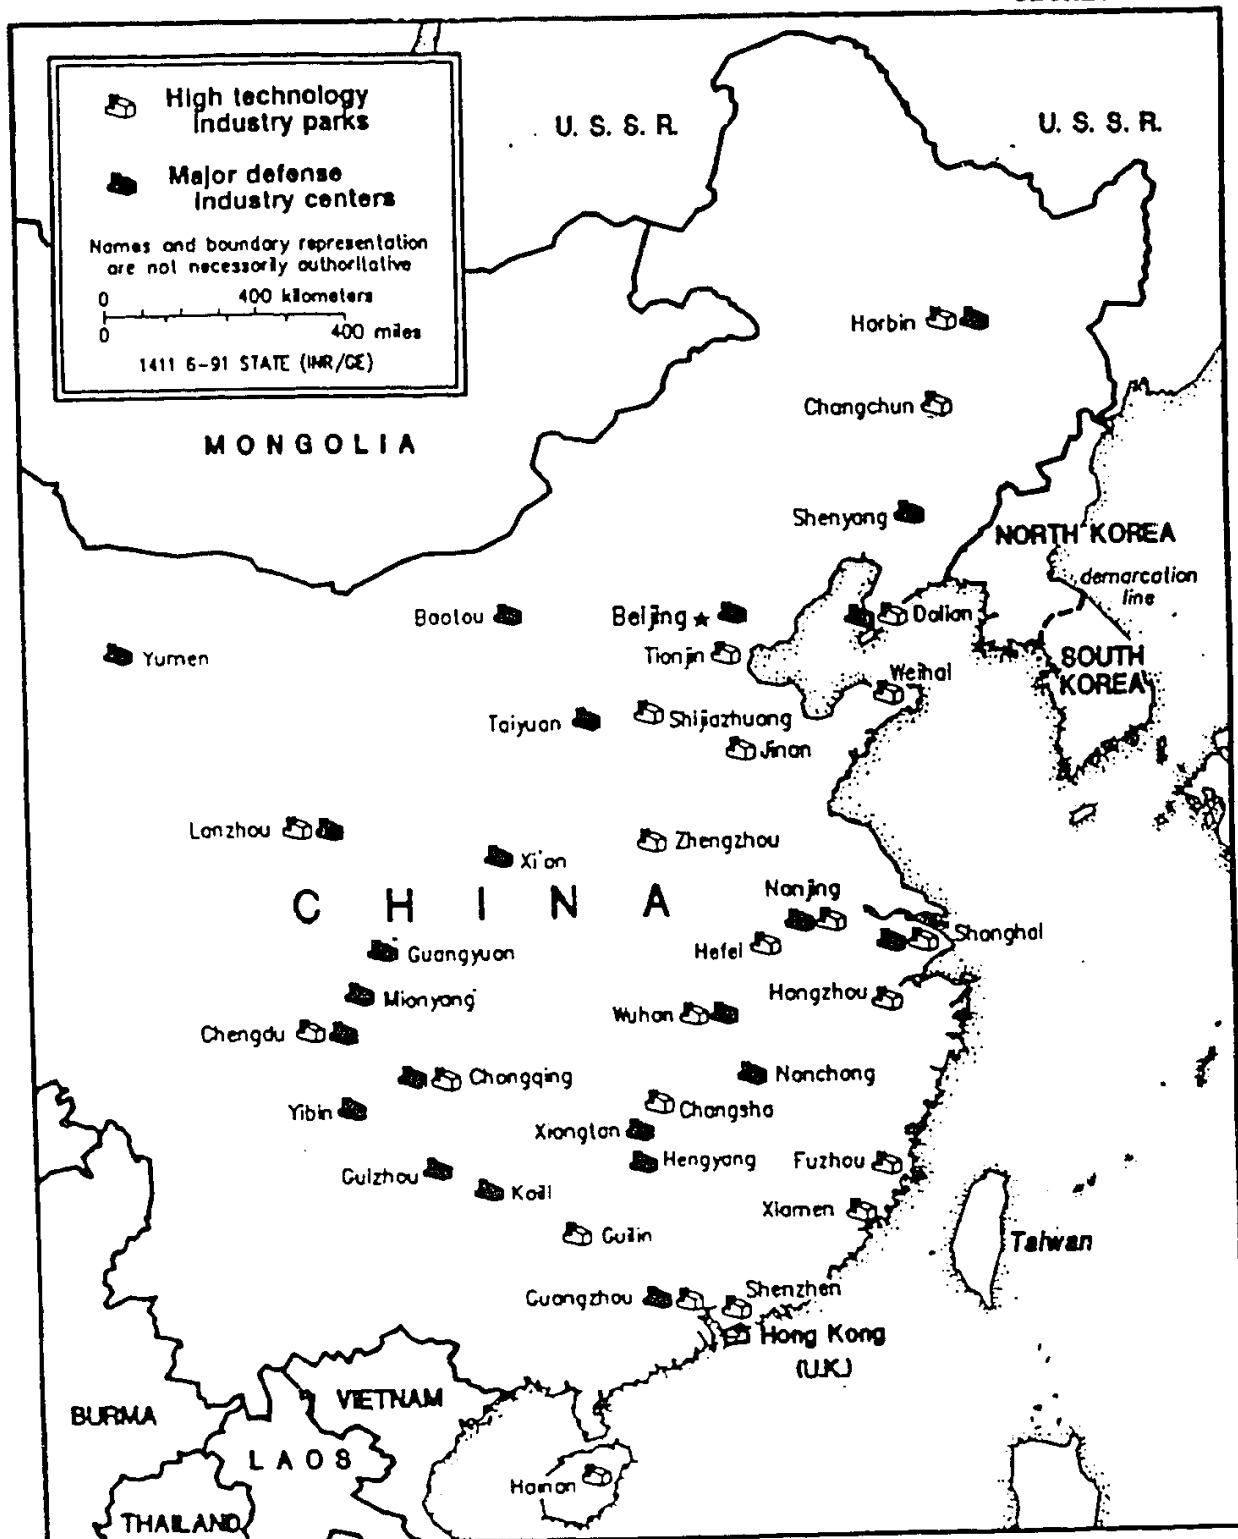 High technology
Industry parks
Major defense
Industry centers
Names and boundary representation
are not necessarily authoritative
0 400 kilometers
0 400 miles
1411 6-91 STATE (INR/GE)
U. S. S. R.
U. S. S. R.
MONGOLIA
Harbin
Changchun
Shenyang
NORTH KOREA
demarcation
line
Baotou
Beijing
Dalian
Yumen
Tianjin
SOUTH
KOREA
Weihai
Taiyuan
Shijiazhuang
Jinan
Lanzhou
Zhengzhou
Xi'an
CHINA
Nanjing
Shanghai
Guangyuan
Hefei
Mianyang
Hangzhou
Wuhan
Chengdu
Chongqing
Nanchang
Yibin
Changsha
Xiangtan
Hengyang
Fuzhou
Guizhou
Kaili
Xiamen
Guilin
Taiwan
Guangzhou
Shenzhen
Hong Kong
(U.K.)
BURMA
VIETNAM
LAOS
Hainan
THAILAND